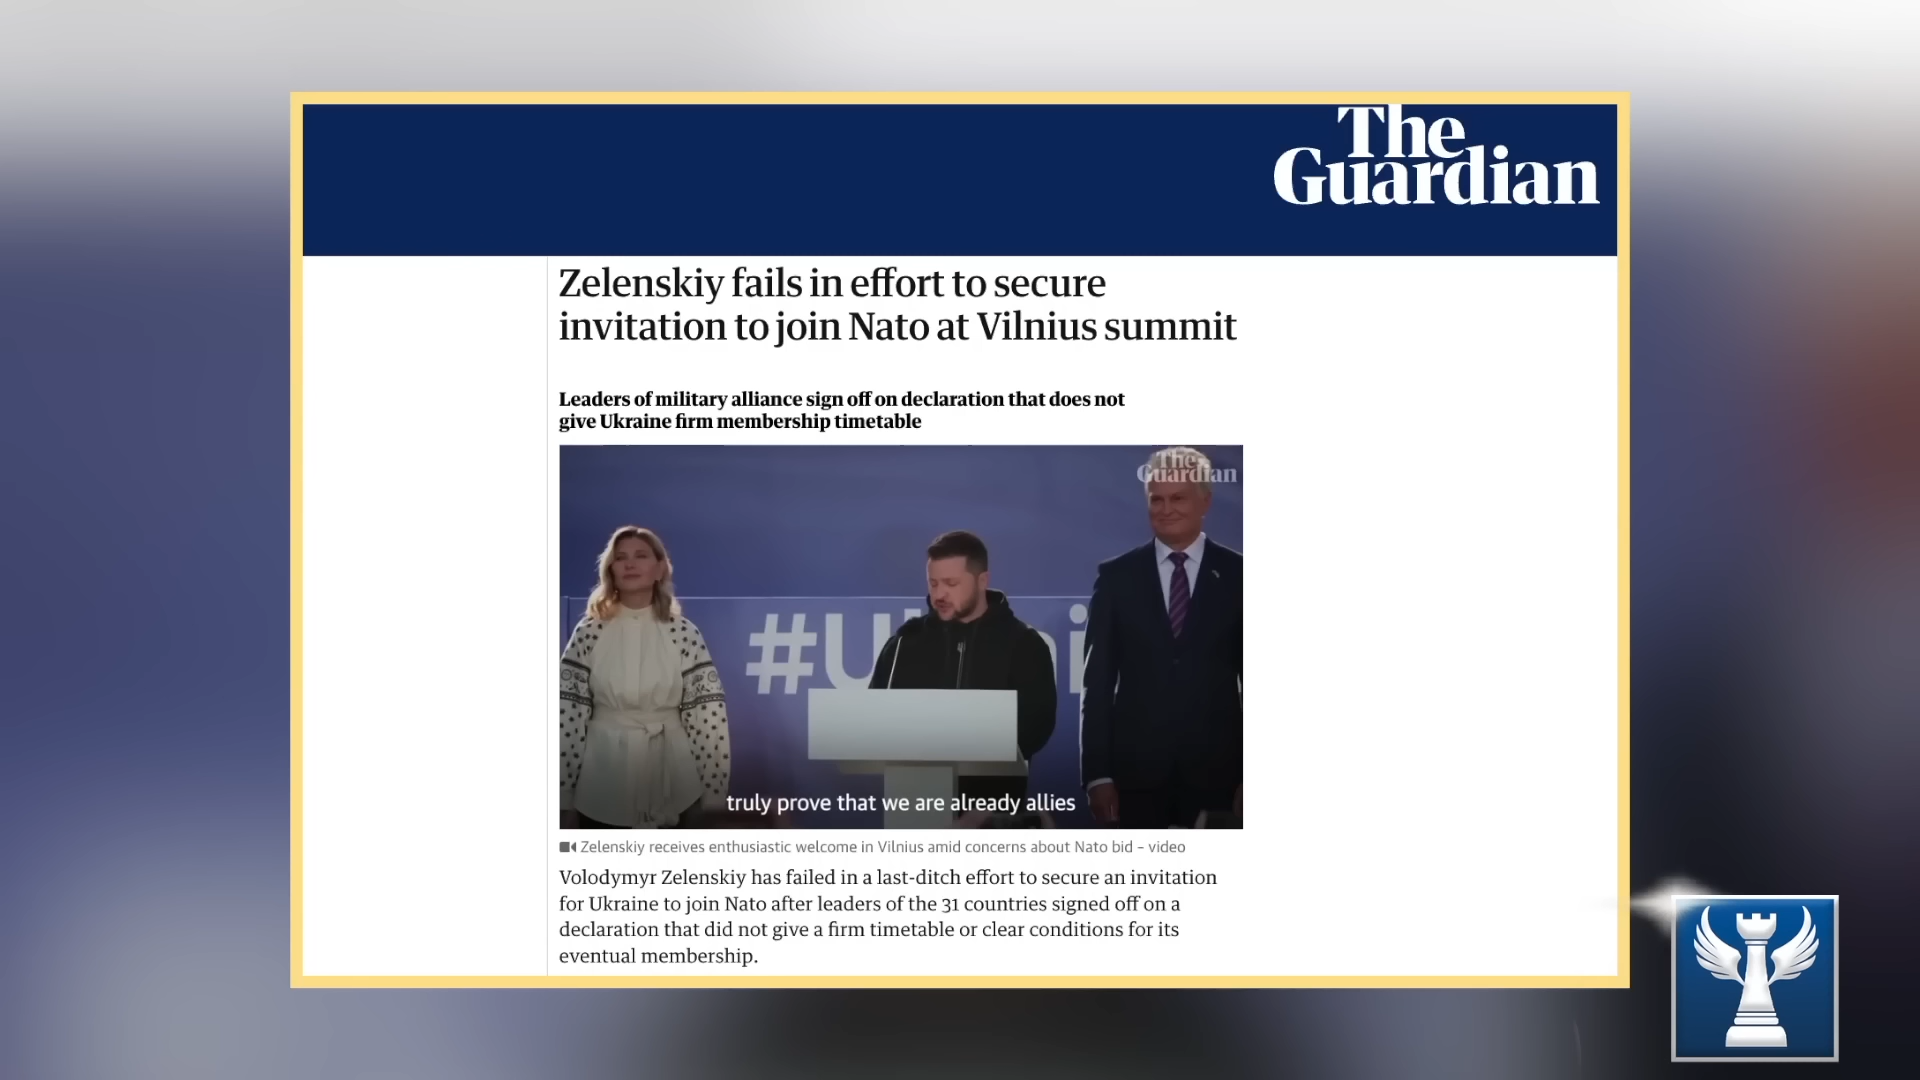 The
Guardian
Zelenskiy fails in effort to secure
invitation to join Nato at Vilnius summit
Leaders of military alliance sign off on declaration that does not
give Ukraine firm membership timetable
The
Guardian
#U
truly prove that we are already allies
Zelenskiy receives enthusiastic welcome in Vilnius amid concerns about Nato bid – video
Volodymyr Zelenskiy has failed in a last-ditch effort to secure an invitation
for Ukraine to join Nato after leaders of the 31 countries signed off on a
declaration that did not give a firm timetable or clear conditions for its
eventual membership.